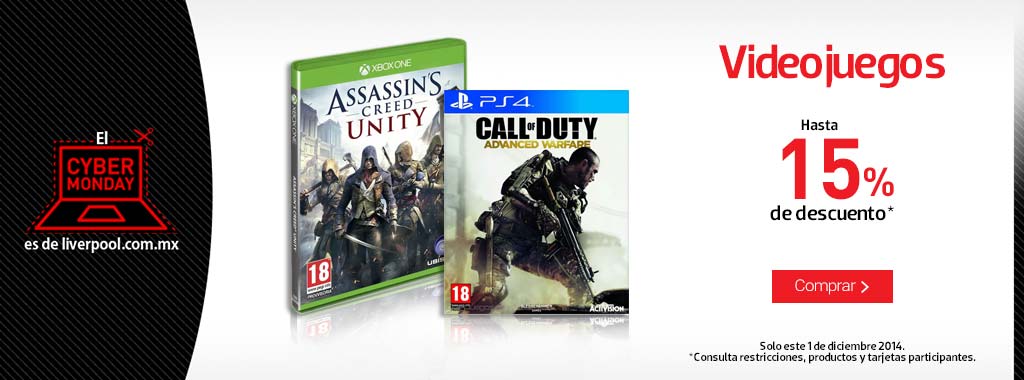 El
CYBER
MONDAY
es de liverpool.com.mx
XBOX ONE
ASSASSIN'S
CREED
UNITY
18
PROVVISORIA
PS4
CALL OF DUTY
ADVANCED WARFARE
18
ACTIVISION
Videojuegos
Hasta
15%
de descuento*
Comprar >
Solo este 1 de diciembre 2014.
*Consulta restricciones, productos y tarjetas participantes.